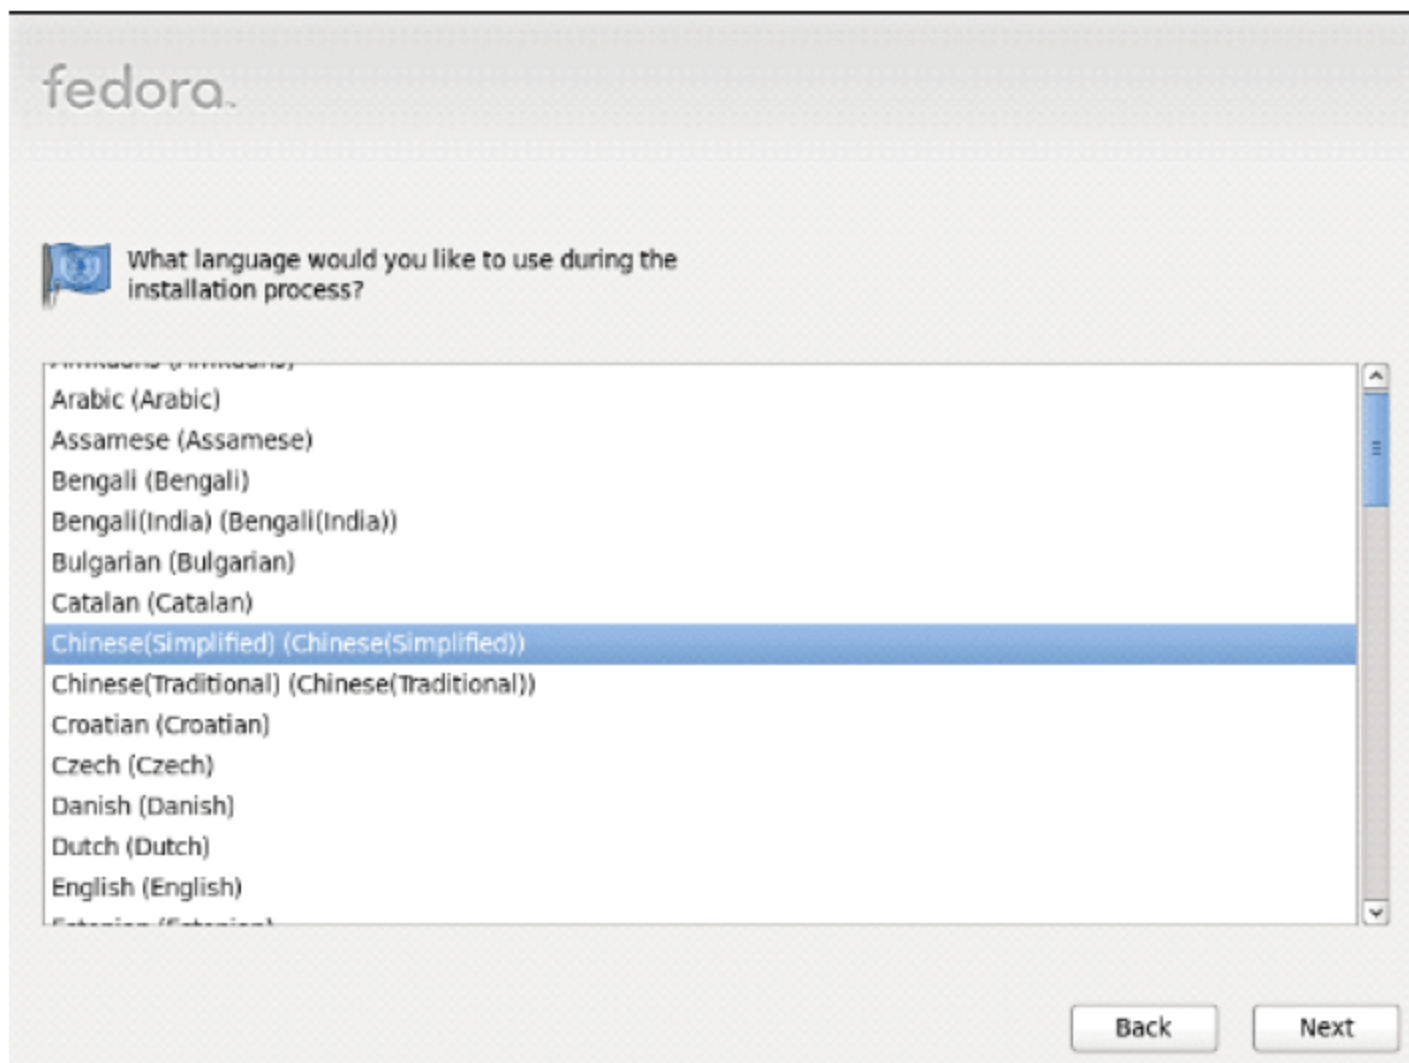 fedora™
What language would you like to use during the
installation process?
Arabic (Arabic)
Assamese (Assamese)
Bengali (Bengali)
Bengali(India) (Bengali(India))
Bulgarian (Bulgarian)
Catalan (Catalan)
Chinese(Simplified) (Chinese(Simplified))
Chinese(Traditional) (Chinese(Traditional))
Croatian (Croatian)
Czech (Czech)
Danish (Danish)
Dutch (Dutch)
English (English)
Back Next